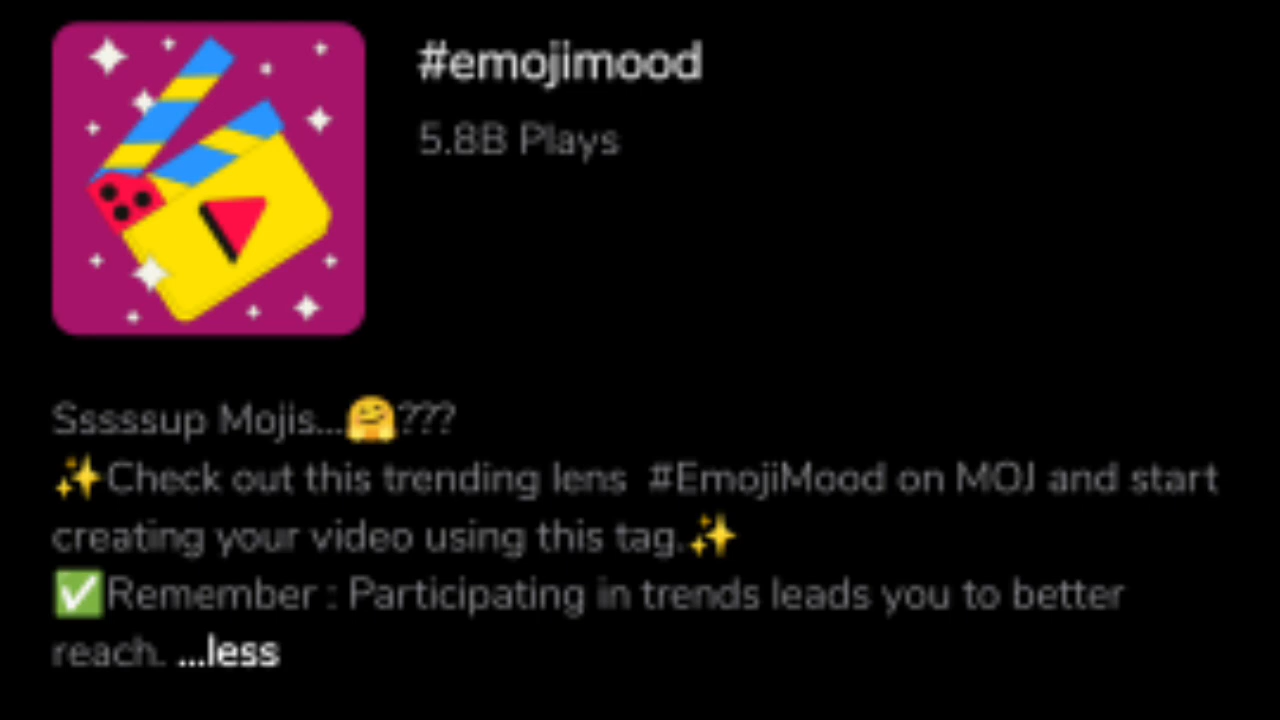 #emojimood
5.8B Plays
Sssssup Mojis...🤗???
✨Check out this trending lens #EmojiMood on MOJ and start
creating your video using this tag.✨
✅Remember : Participating in trends leads you to better
reach. ...less